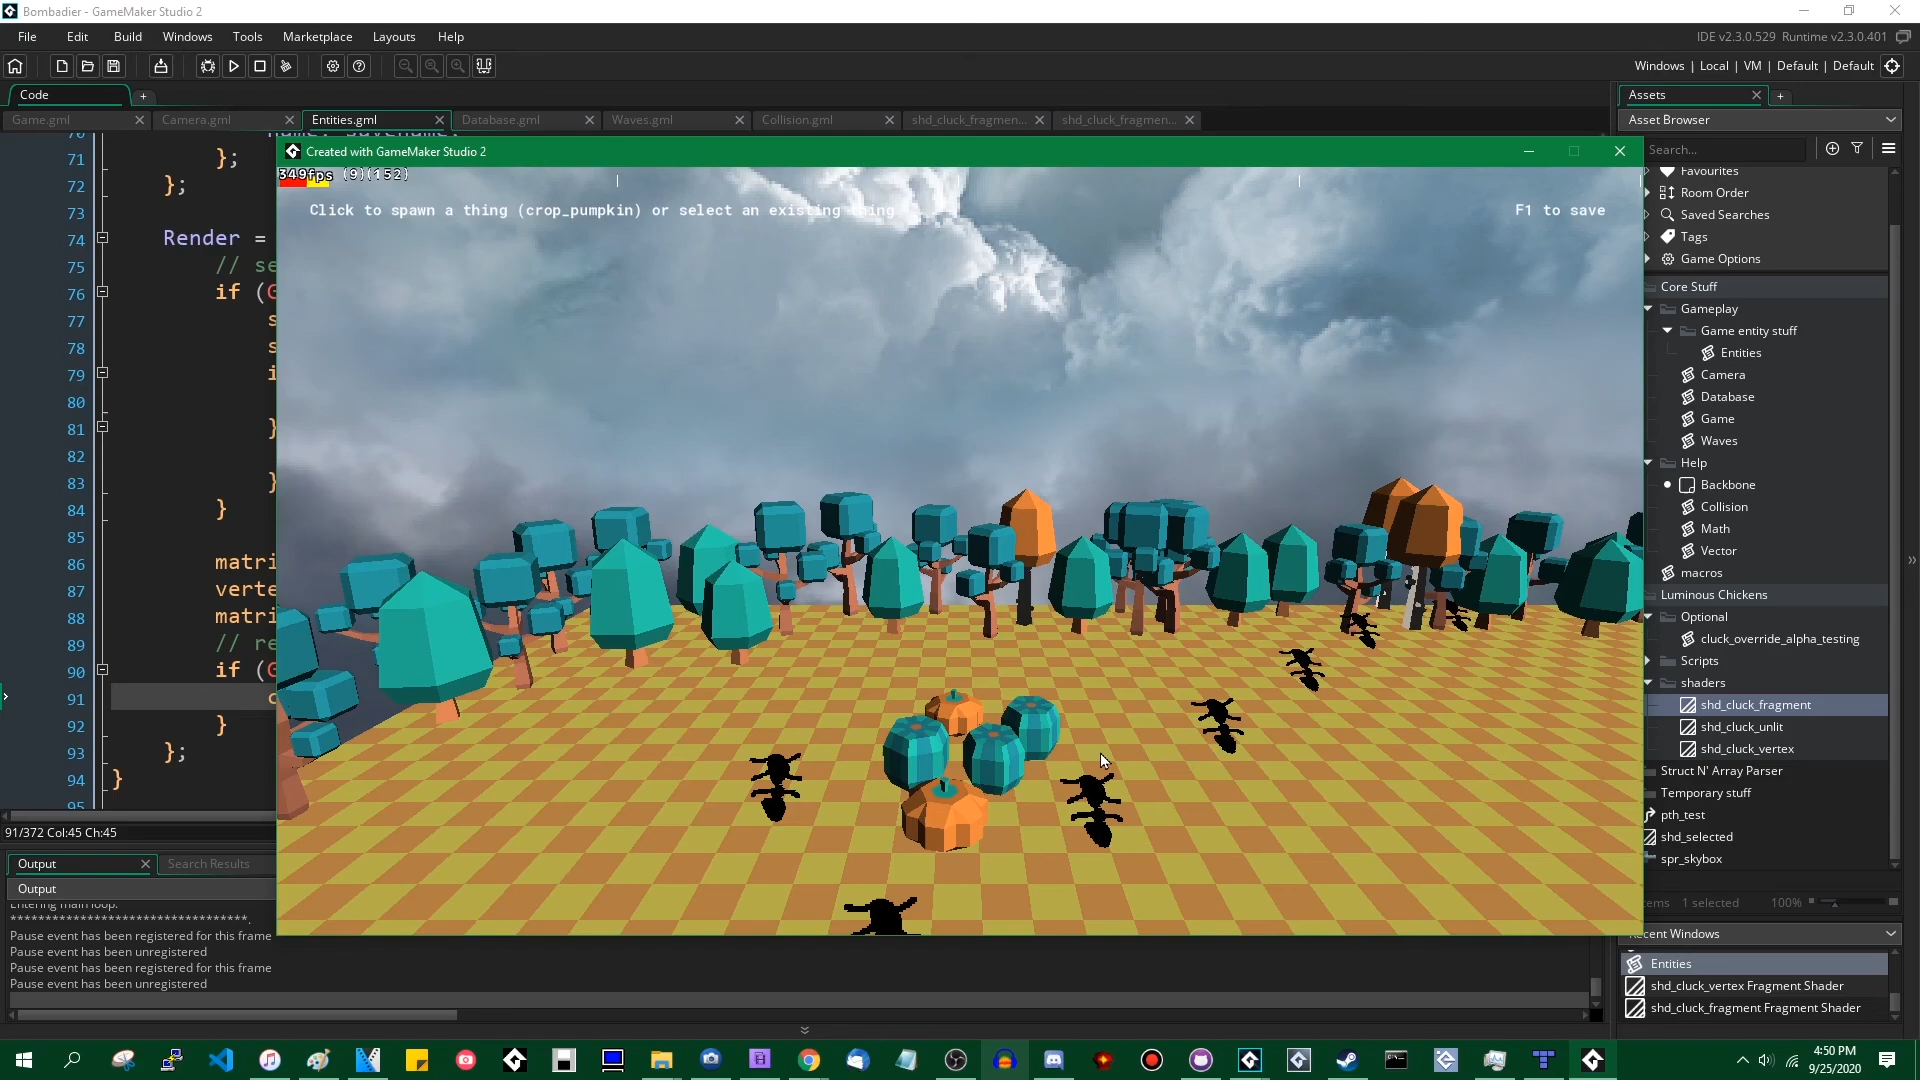 Bombadier - GameMaker Studio 2
File Edit Build Windows Tools Marketplace Layouts Help
IDE v2.3.0.529 Runtime v2.3.0.401
Windows | Local | VM | Default | Default
Code
Game.gml Camera.gml Entities.gml Database.gml Waves.gml Collision.gml shd_cluck_fragmen... shd_cluck_fragmen...
71 };
72 };
73
74 Render =
75 // se
76 if (G
77 s
78 s
79 i
80
81 }
82
83 }
84 }
85
86 matri
87 verte
88 matri
89 // re
90 if (G
91 c
92 }
93 };
94 }
95
91/372 Col:45 Ch:45
Output Search Results
Output
Entering main loop.
**********************************.
Pause event has been registered for this frame
Pause event has been unregistered
Pause event has been registered for this frame
Pause event has been unregistered
Created with GameMaker Studio 2
349fps (9)(152)
Click to spawn a thing (crop_pumpkin) or select an existing thing
F1 to save
Assets
Asset Browser
Search...
Favourites
Room Order
Saved Searches
Tags
Game Options
Core Stuff
Gameplay
Game entity stuff
Entities
Camera
Database
Game
Waves
Help
Backbone
Collision
Math
Vector
macros
Luminous Chickens
Optional
cluck_override_alpha_testing
Scripts
shaders
shd_cluck_fragment
shd_cluck_unlit
shd_cluck_vertex
Struct N' Array Parser
Temporary stuff
pth_test
shd_selected
spr_skybox
1 selected 100%
Recent Windows
Entities
shd_cluck_vertex Fragment Shader
shd_cluck_fragment Fragment Shader
4:50 PM
9/25/2020